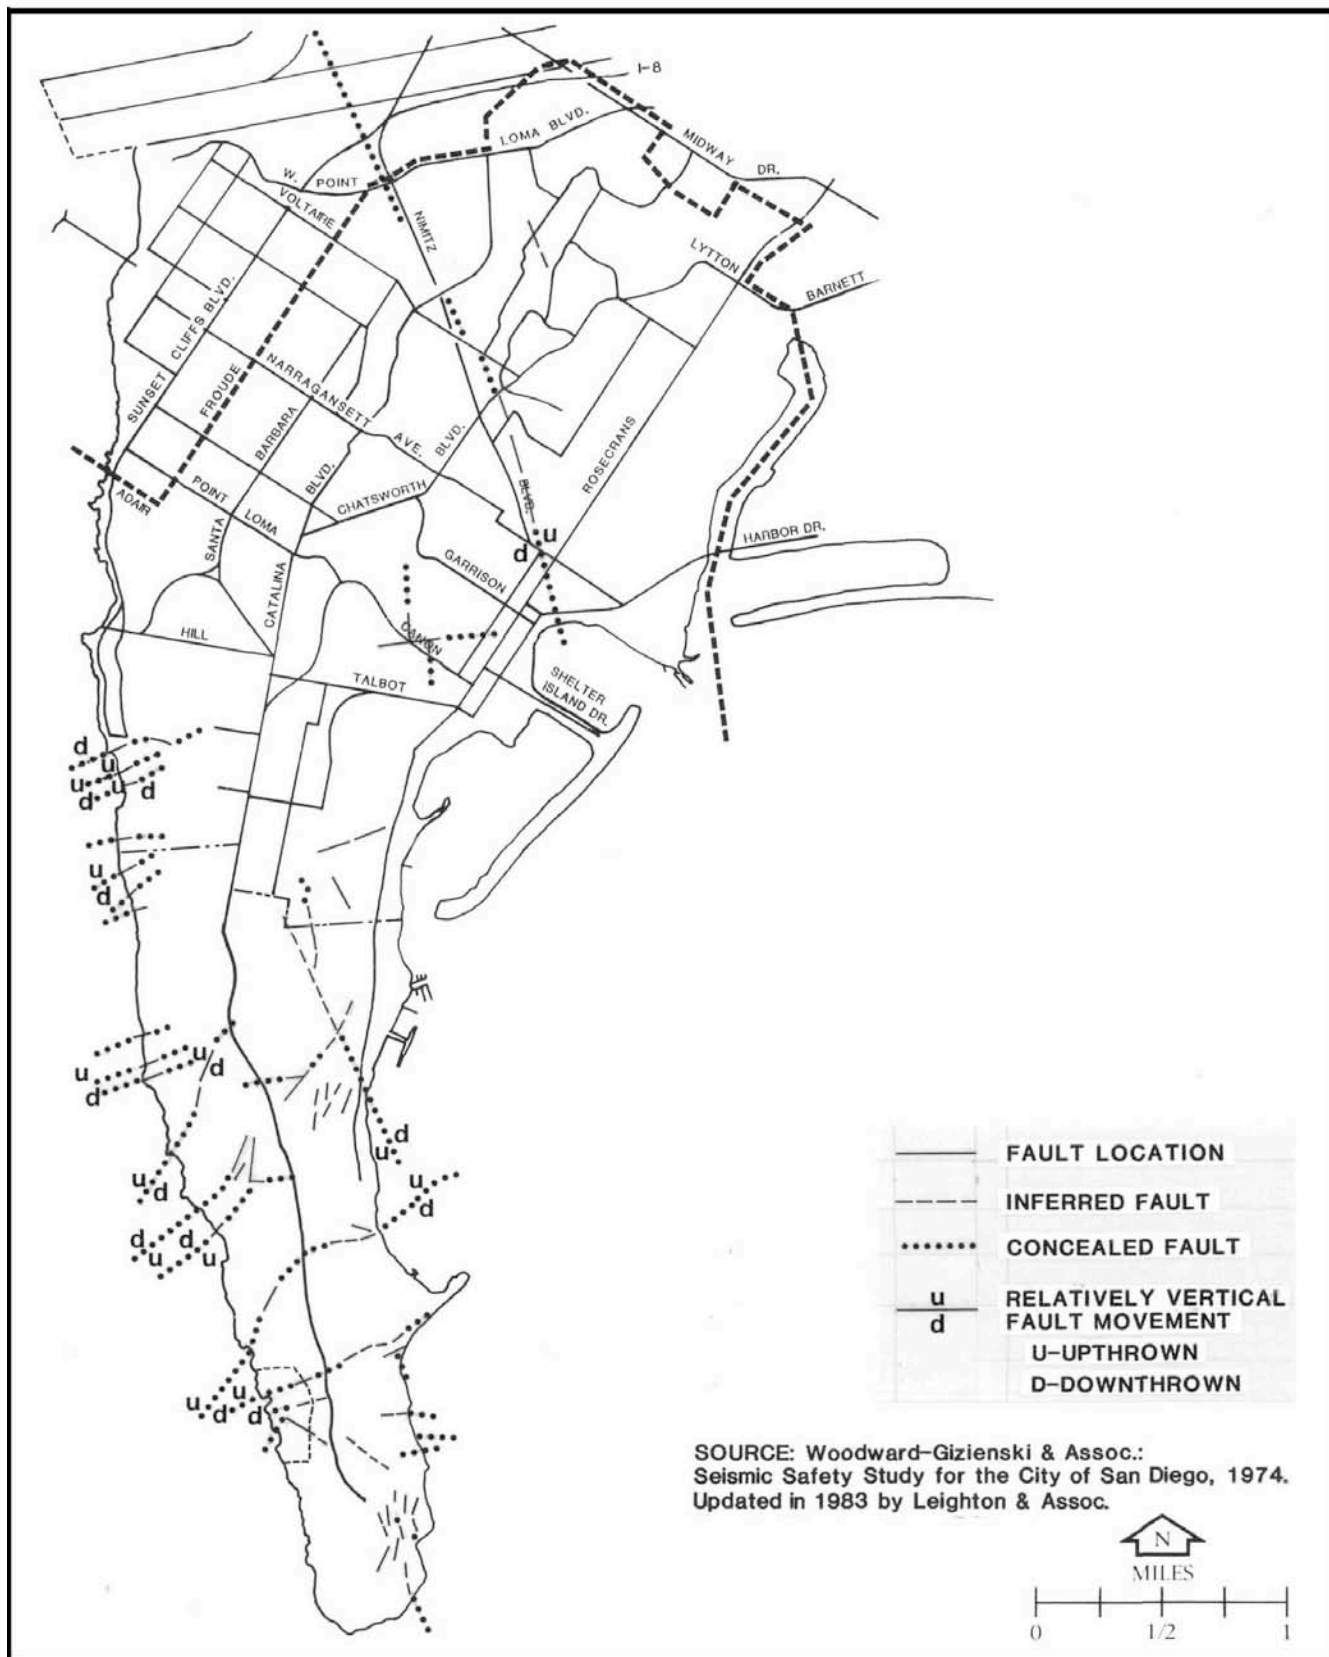 I-8
LOMA BLVD.
MIDWAY
DR.
W.
POINT
VOLTAIRE
NIMITZ
LYTTON
BARNETT
CLIFFS BLVD.
SUNSET
FROUDE
NARRAGANSETT
AVE.
BARBARA
BLVD.
BLVD.
ROSECRANS
ADAIR
POINT
LOMA
CHATSWORTH
BLVD.
SANTA
u
d
HARBOR DR.
GARRISON
CATALINA
HILL
CANON
TALBOT
SHELTER
ISLAND DR.
d
u
u
u
d
d
u
d
u
u
d
d
d
u
u
u
d
d
d
d
u
u
u
u
u
d
d
FAULT LOCATION
INFERRED FAULT
CONCEALED FAULT
u
d
RELATIVELY VERTICAL
FAULT MOVEMENT
U-UPTHROWN
D-DOWNTHROWN
SOURCE: Woodward-Gizienski & Assoc.:
Seismic Safety Study for the City of San Diego, 1974.
Updated in 1983 by Leighton & Assoc.
N
MILES
0
1/2
1